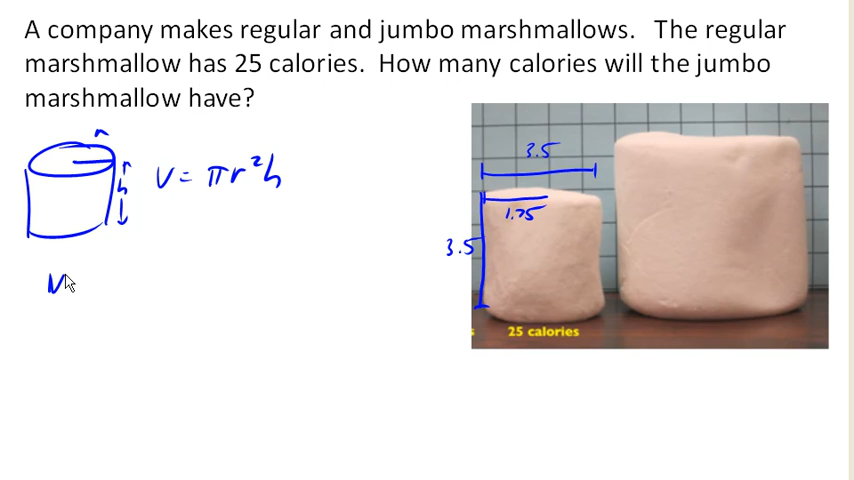 A company makes regular and jumbo marshmallows. The regular
marshmallow has 25 calories. How many calories will the jumbo
marshmallow have?
r
h
V = πr²h
V
3.5
1.75
3.5
25 calories